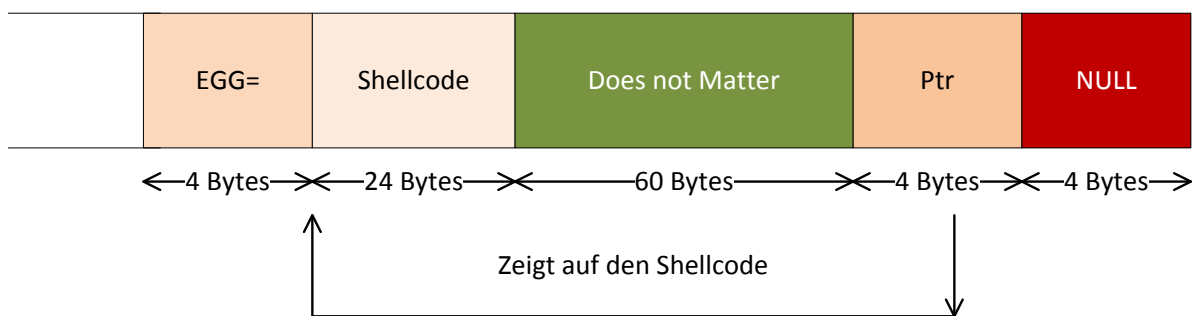 EGG= Shellcode Does not Matter Ptr NULL
4 Bytes 24 Bytes 60 Bytes 4 Bytes 4 Bytes
Zeigt auf den Shellcode